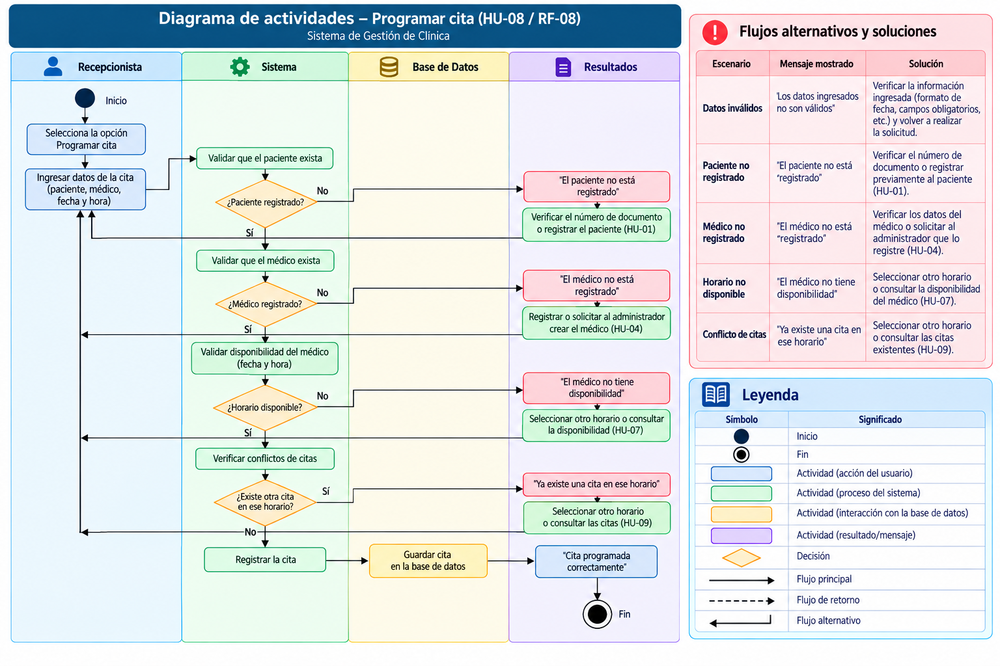 Diagrama de actividades – Programar cita (HU-08 / RF-08)
Sistema de Gestión de Clínica
Recepcionista
Sistema
Base de Datos
Resultados
Inicio
Selecciona la opción
Programar cita
Ingresar datos de la cita
(paciente, médico,
fecha y hora)
Validar que el paciente exista
¿Paciente registrado?
No
Sí
"El paciente no está
registrado"
Verificar el número de documento
o registrar el paciente (HU-01)
Validar que el médico exista
¿Médico registrado?
No
Sí
"El médico no está
registrado"
Registrar o solicitar al administrador
crear el médico (HU-04)
Validar disponibilidad del médico
(fecha y hora)
¿Horario disponible?
No
Sí
"El médico no tiene
disponibilidad"
Seleccionar otro horario o consultar
la disponibilidad (HU-07)
Verificar conflictos de citas
¿Existe otra cita
en ese horario?
Sí
No
"Ya existe una cita en ese horario"
Seleccionar otro horario
o consultar las citas (HU-09)
Registrar la cita
Guardar cita
en la base de datos
"Cita programada
correctamente"
Fin
Flujos alternativos y soluciones
Escenario
Mensaje mostrado
Solución
Datos inválidos
'Los datos ingresados
no son válidos"
Verificar la información
ingresada (formato de
fecha, campos obligatorios,
etc.) y volver a realizar
la solicitud.
Paciente no
registrado
"El paciente no está
"registrado"
Verificar el número de
documento o registrar
previamente al paciente
(HU-01).
Médico no
registrado
"El médico no está
"registrado"
Verificar los datos del
médico o solicitar al
administrador que lo
registre (HU-04).
Horario no
disponible
"El médico no tiene
disponibilidad"
Seleccionar otro horario
o consultar la disponibilidad
del médico (HU-07).
Conflicto de citas
"Ya existe una cita en
ese horario"
Seleccionar otro horario
o consultar las citas
existentes (HU-09).
Leyenda
Símbolo
Significado
Inicio
Fin
Actividad (acción del usuario)
Actividad (proceso del sistema)
Actividad (interacción con la base de datos)
Actividad (resultado/mensaje)
Decisión
Flujo principal
Flujo de retorno
Flujo alternativo